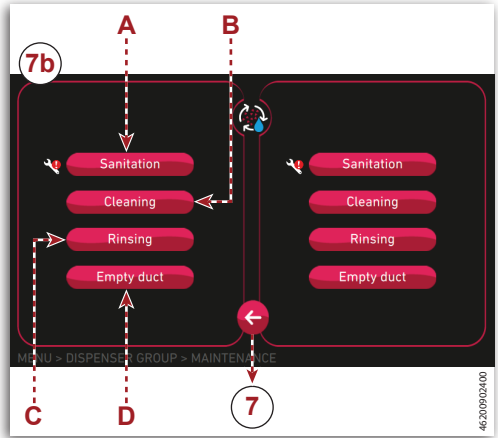 A B
7b
Sanitation Sanitation
Cleaning Cleaning
Rinsing Rinsing
Empty duct Empty duct
MENU > DISPENSER GROUP > MAINTENANCE
C D 7
46200902400